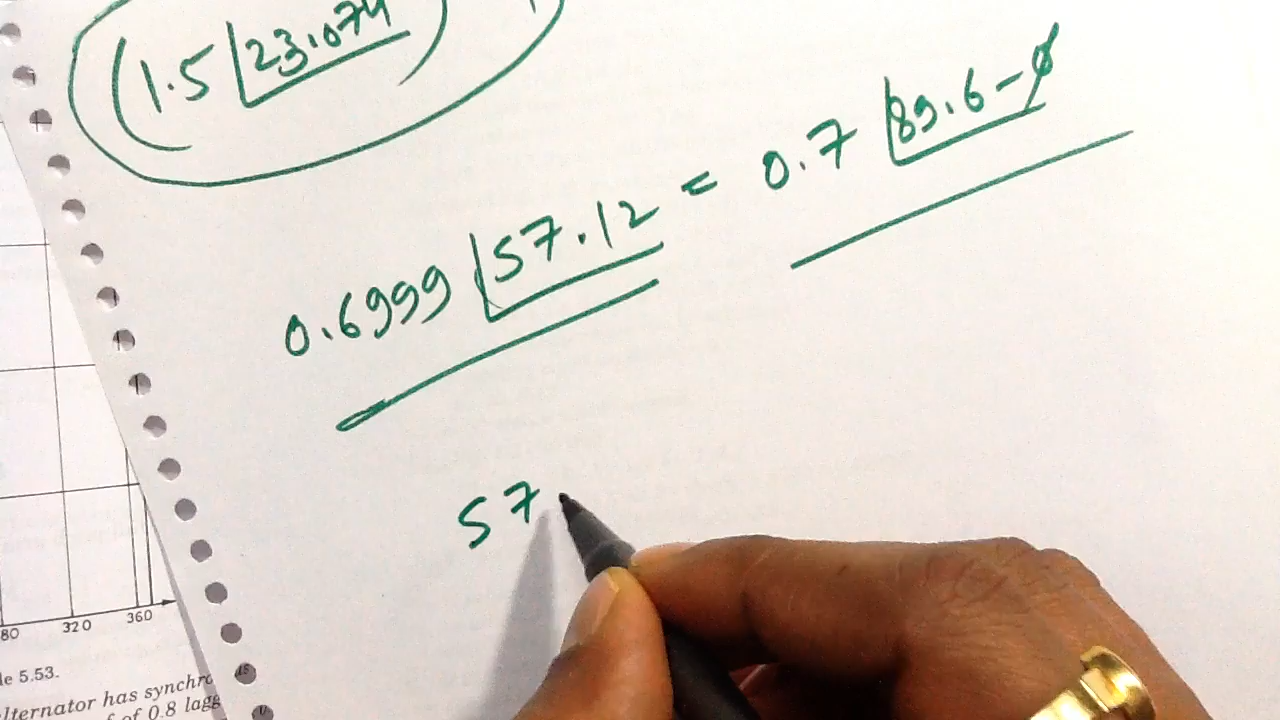 (1.5∠23.074)
0.6999 ∠57.12 = 0.7 ∠89.6-φ
57
80 320 360
le 5.53.
lternator has synchro
of 0.8 lagg